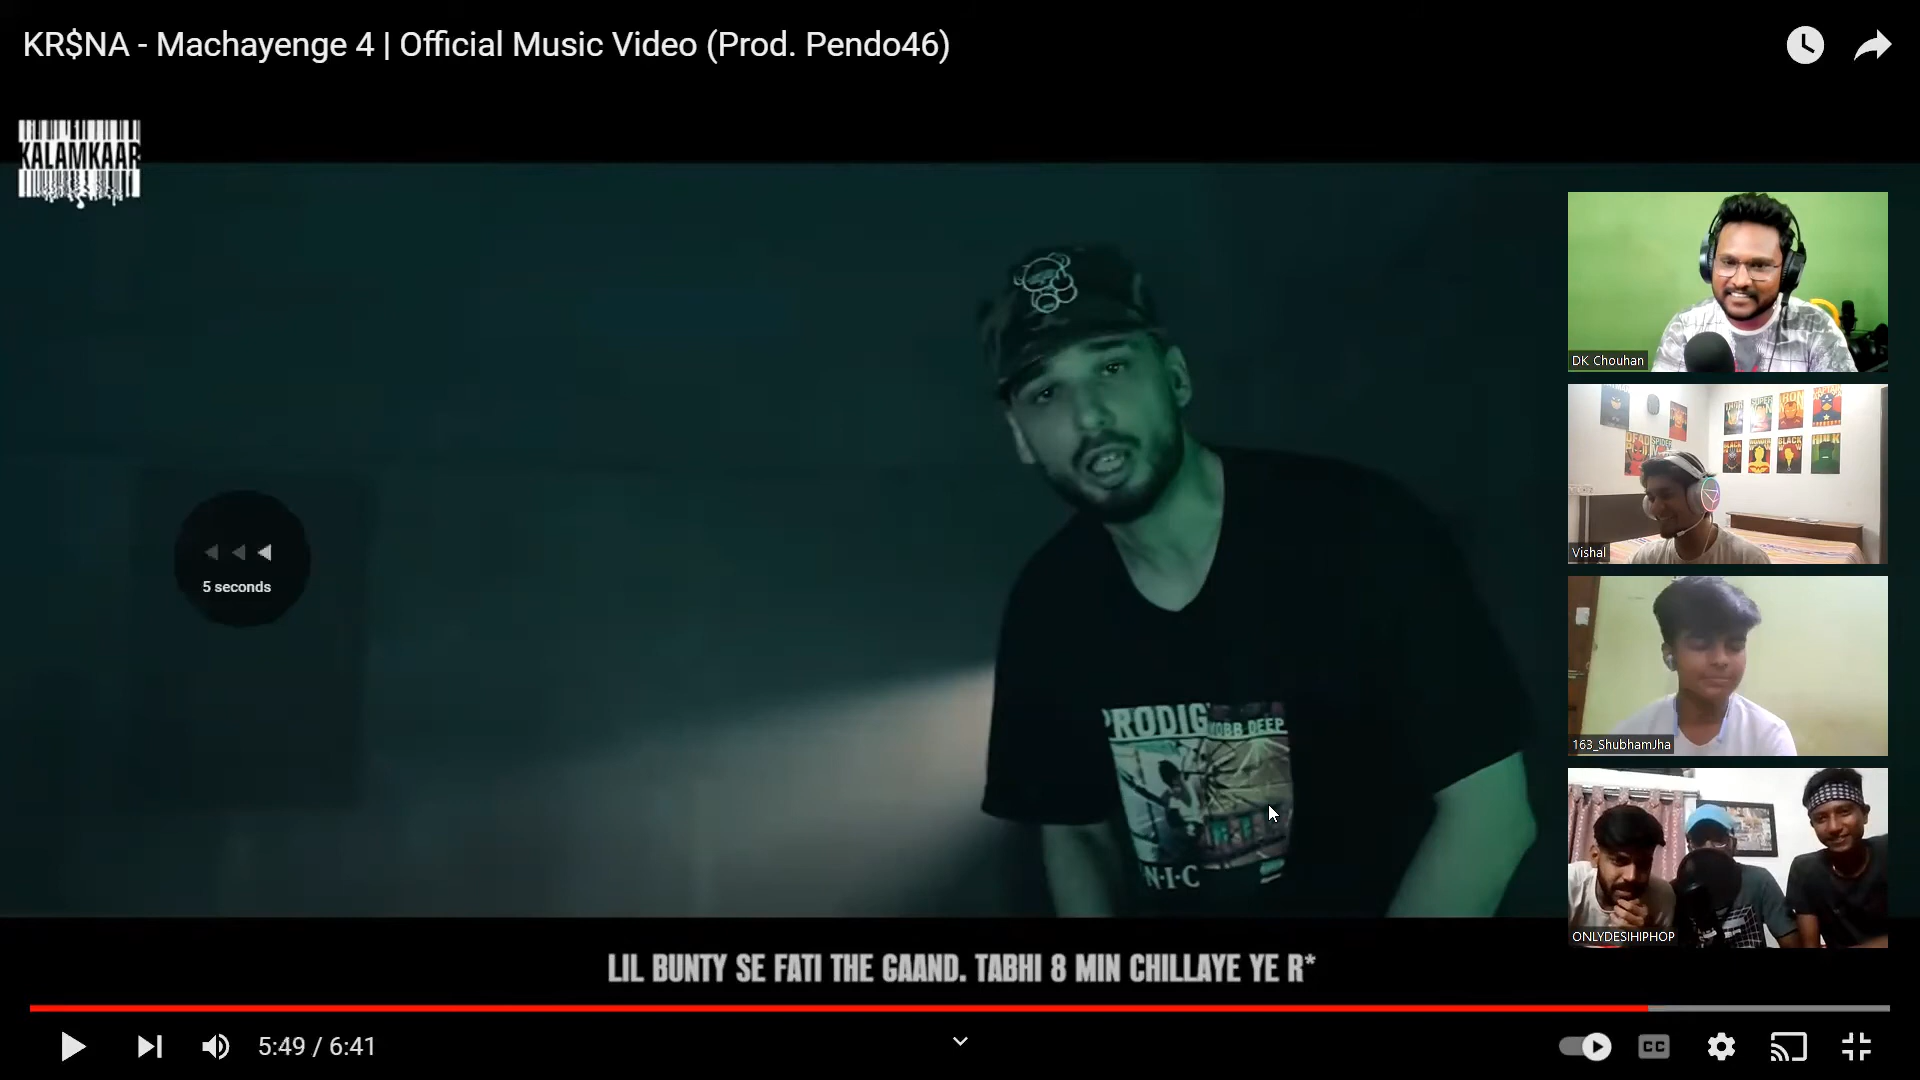 KR$NA - Machayenge 4 | Official Music Video (Prod. Pendo46)
KALAMKAAR
5 seconds
DK Chouhan
Vishal
163_ShubhamJha
ONLYDESIHIPHOP
MOBB DEEP
N·I·C
LIL BUNTY SE FATI THE GAAND. TABHI 8 MIN CHILLAYE YE R*
5:49 / 6:41
CC